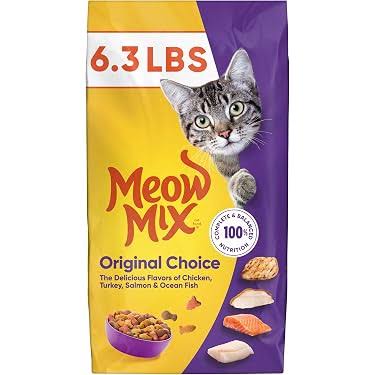 6.3 LBS
Meow
Mix
Original Choice
The Delicious Flavors of Chicken,
Turkey, Salmon & Ocean Fish
COMPLETE & BALANCED
100%
NUTRITION